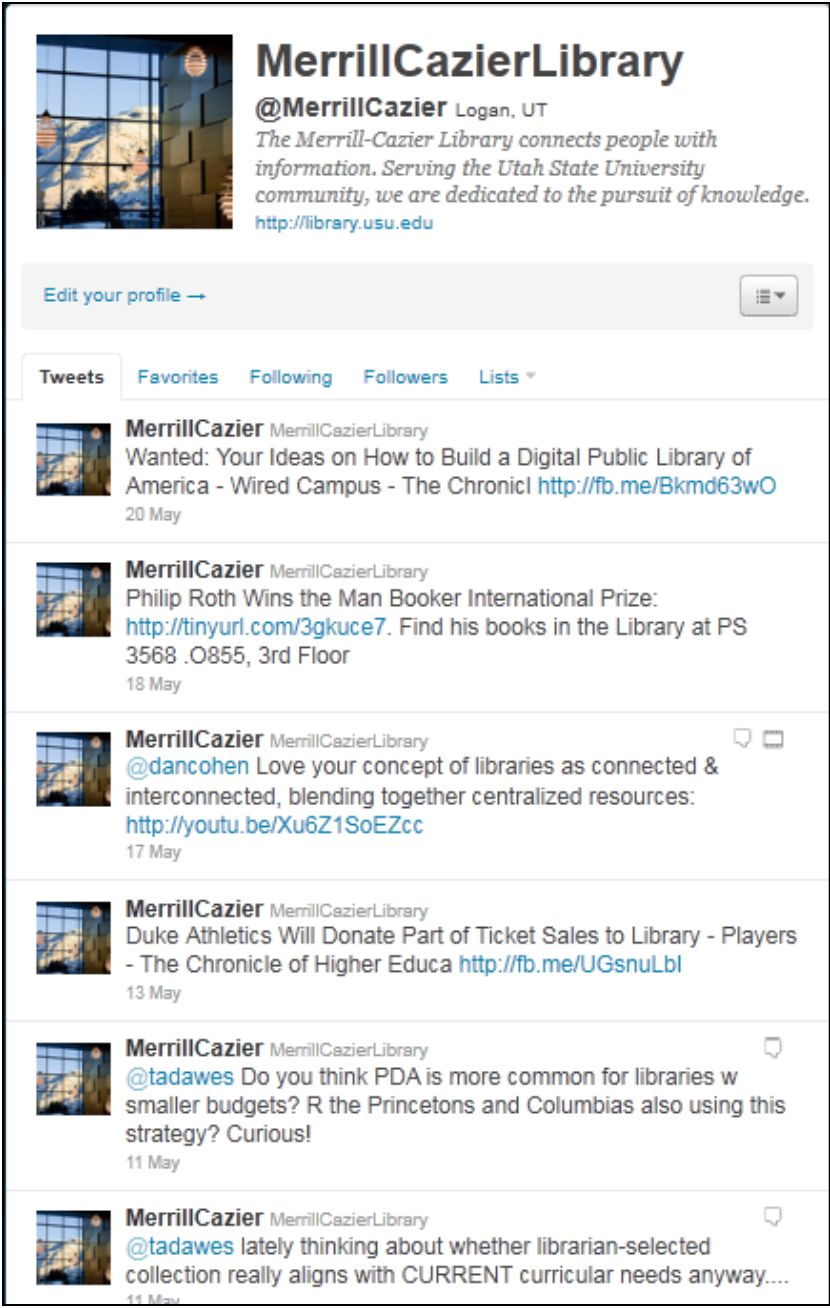 MerrillCazierLibrary
@MerrillCazier Logan, UT
The Merrill-Cazier Library connects people with
information. Serving the Utah State University
community, we are dedicated to the pursuit of knowledge.
http://library.usu.edu
Edit your profile →
Tweets Favorites Following Followers Lists
MerrillCazier MerrillCazierLibrary
Wanted: Your Ideas on How to Build a Digital Public Library of
America - Wired Campus - The Chronicl http://fb.me/Bkmd63wO
20 May
MerrillCazier MerrillCazierLibrary
Philip Roth Wins the Man Booker International Prize:
http://tinyurl.com/3gkuce7. Find his books in the Library at PS
3568 .O855, 3rd Floor
18 May
MerrillCazier MerrillCazierLibrary
@dancohen Love your concept of libraries as connected &
interconnected, blending together centralized resources:
http://youtu.be/Xu6Z1SoEZcc
17 May
MerrillCazier MerrillCazierLibrary
Duke Athletics Will Donate Part of Ticket Sales to Library - Players
- The Chronicle of Higher Educa http://fb.me/UGsnuLbI
13 May
MerrillCazier MerrillCazierLibrary
@tadawes Do you think PDA is more common for libraries w
smaller budgets? R the Princetons and Columbias also using this
strategy? Curious!
11 May
MerrillCazier MerrillCazierLibrary
@tadawes lately thinking about whether librarian-selected
collection really aligns with CURRENT curricular needs anyway....
11 May